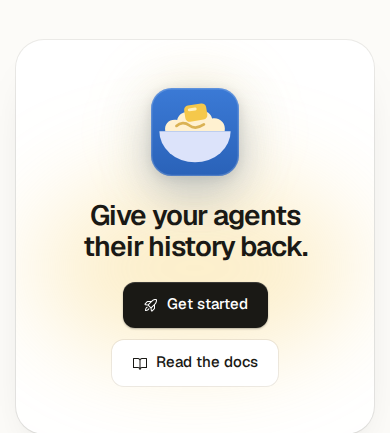 Give your agents
their history back.
Get started
Read the docs